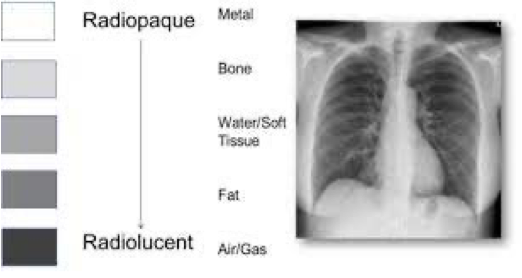 Radiopaque
Metal
Bone
Water/Soft
Tissue
Fat
Radiolucent
Air/Gas